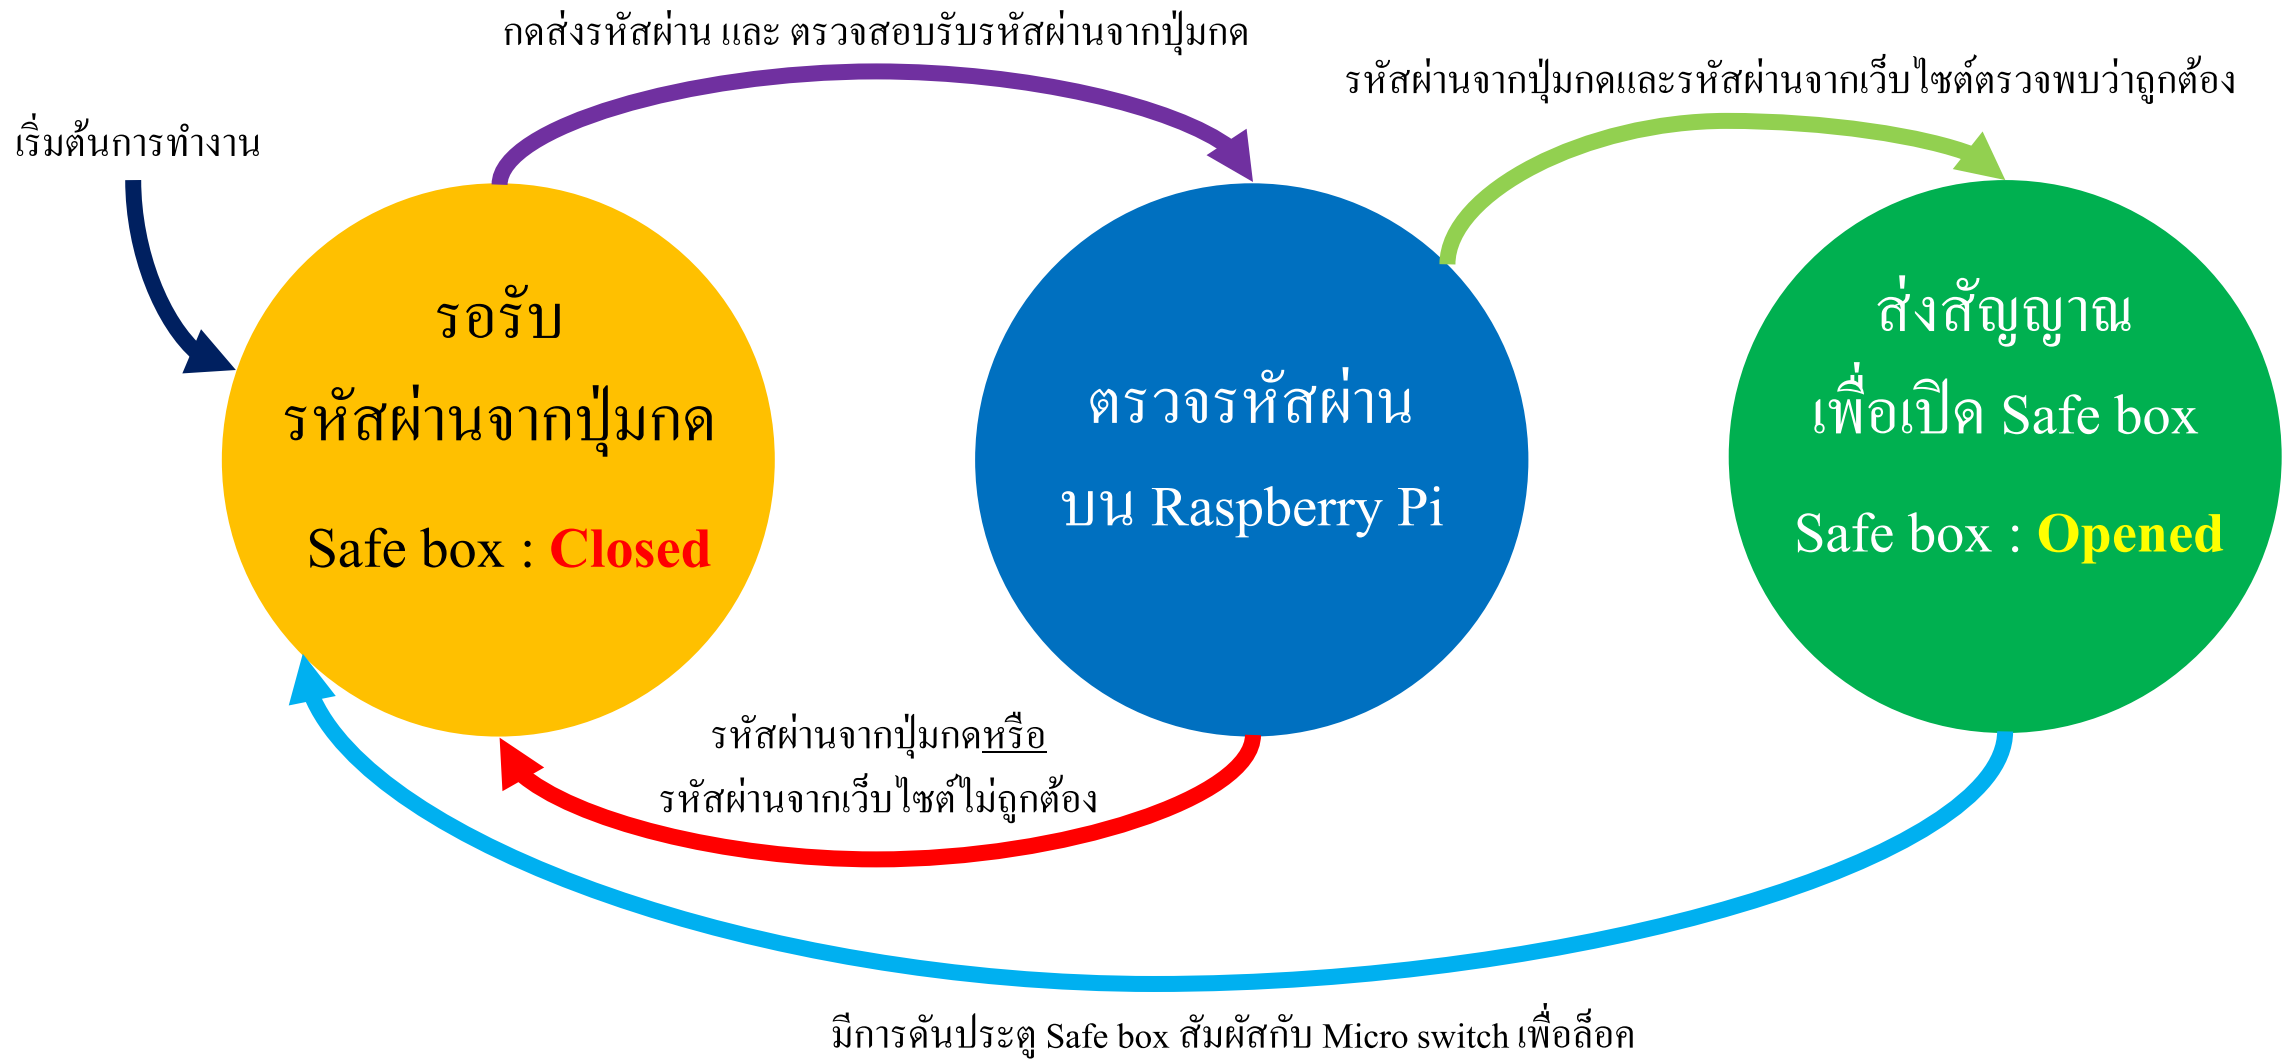 กดส่งรหัสผ่าน และ ตรวจสอบรับรหัสผ่านจากปุ่มกด
รหัสผ่านจากปุ่มกดและรหัสผ่านจากเว็บไซต์ตรวจพบว่าถูกต้อง
เริ่มต้นการทำงาน
รอรับ
รหัสผ่านจากปุ่มกด
Safe box : Closed
ตรวจรหัสผ่าน
บน Raspberry Pi
ส่งสัญญาณ
เพื่อเปิด Safe box
Safe box : Opened
รหัสผ่านจากปุ่มกดหรือ
รหัสผ่านจากเว็บไซต์ไม่ถูกต้อง
มีการดันประตู Safe box สัมผัสกับ Micro switch เพื่อล็อค